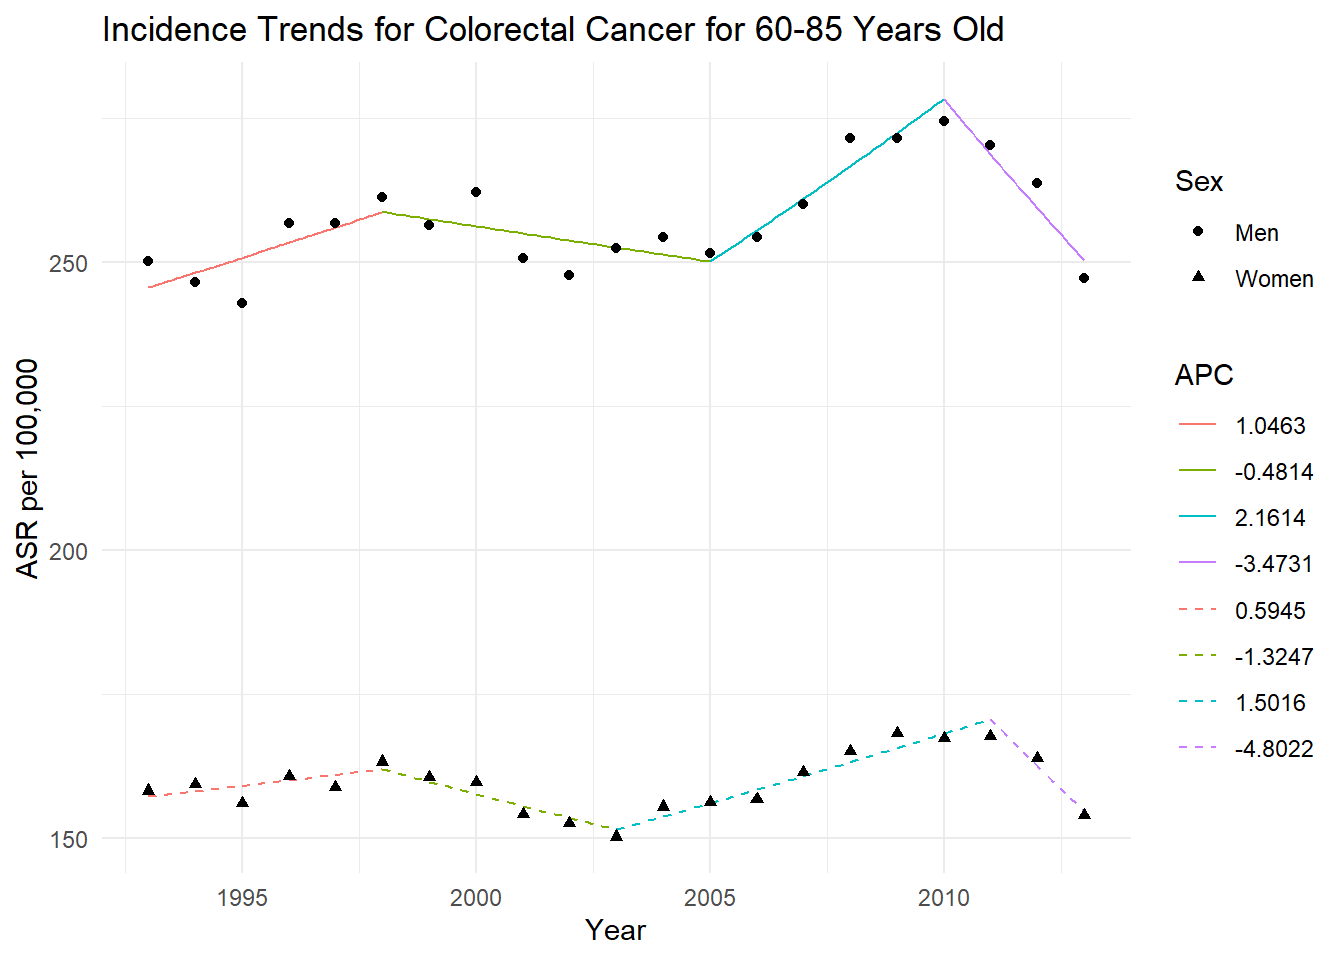 Incidence Trends for Colorectal Cancer for 60-85 Years Old
ASR per 100,000
250
200
150
1995
2000
2005
2010
Year
Sex
Men
Women
APC
1.0463
-0.4814
2.1614
-3.4731
0.5945
-1.3247
1.5016
-4.8022